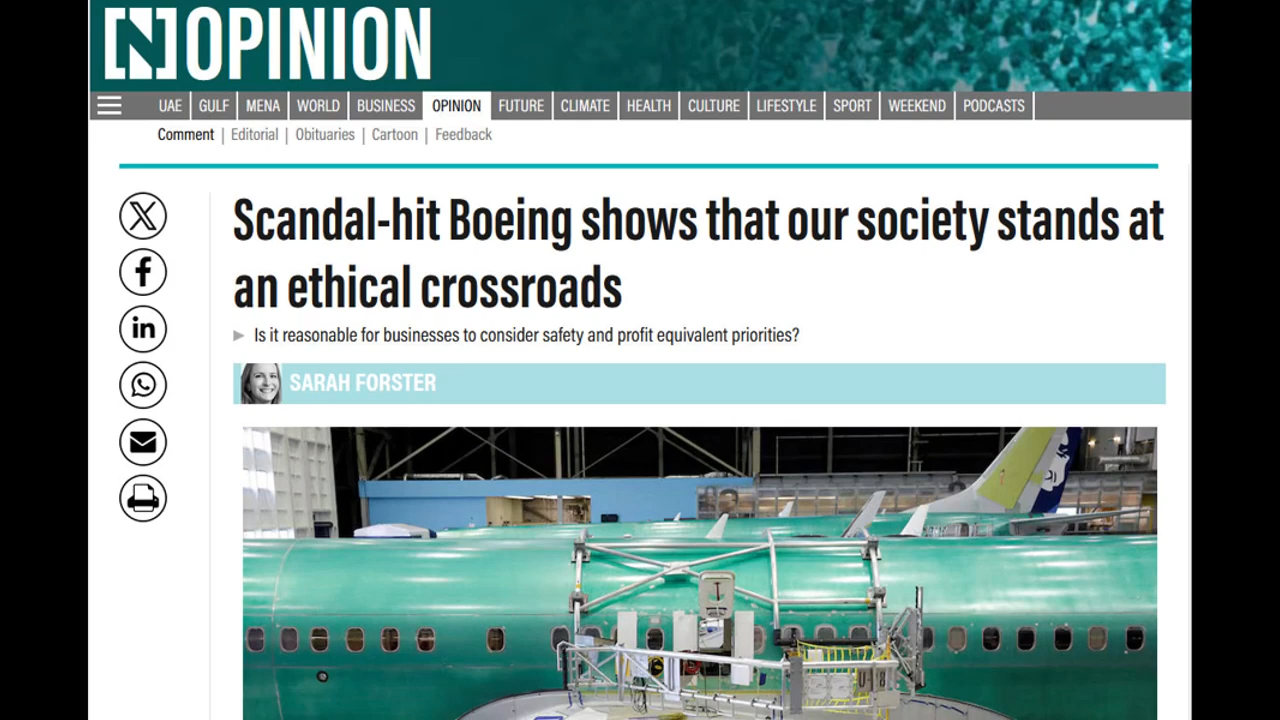 [N] OPINION
UAE GULF MENA WORLD BUSINESS OPINION FUTURE CLIMATE HEALTH CULTURE LIFESTYLE SPORT WEEKEND PODCASTS
Comment | Editorial | Obituaries | Cartoon | Feedback
Scandal-hit Boeing shows that our society stands at
an ethical crossroads
Is it reasonable for businesses to consider safety and profit equivalent priorities?
SARAH FORSTER